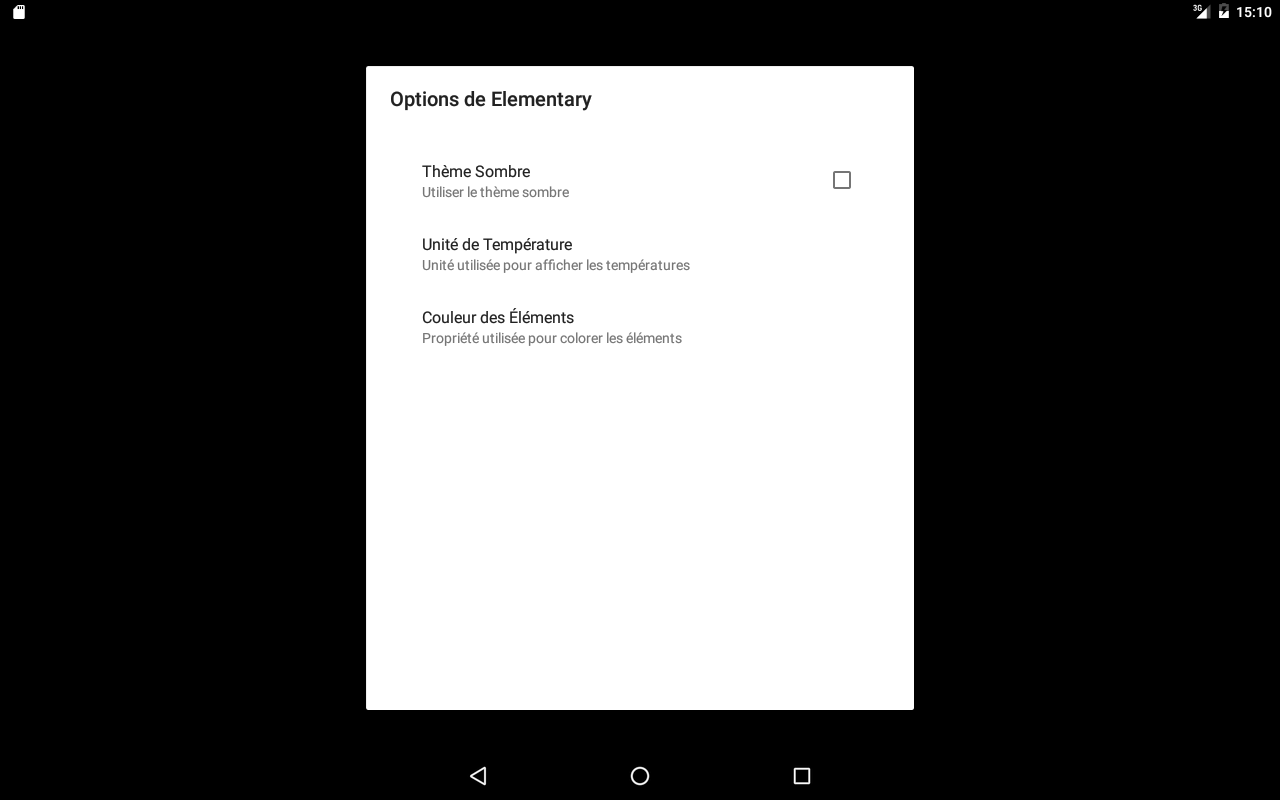 3G 15:10
Options de Elementary
Thème Sombre
Utiliser le thème sombre
Unité de Température
Unité utilisée pour afficher les températures
Couleur des Éléments
Propriété utilisée pour colorer les éléments